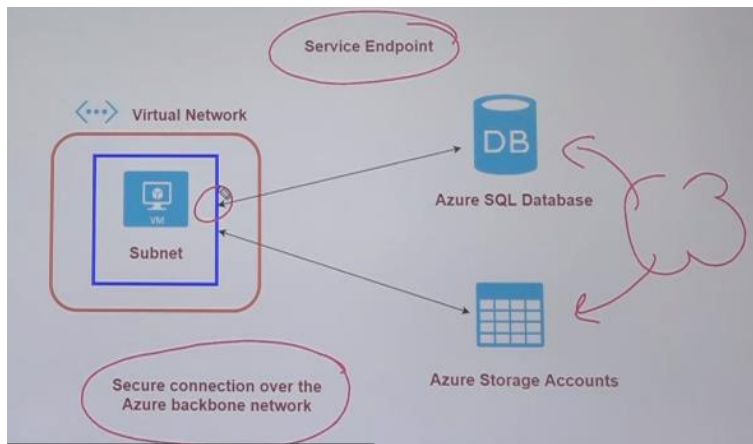 Service Endpoint
Virtual Network
DB
Azure SQL Database
VM
Subnet
Secure connection over the
Azure backbone network
Azure Storage Accounts